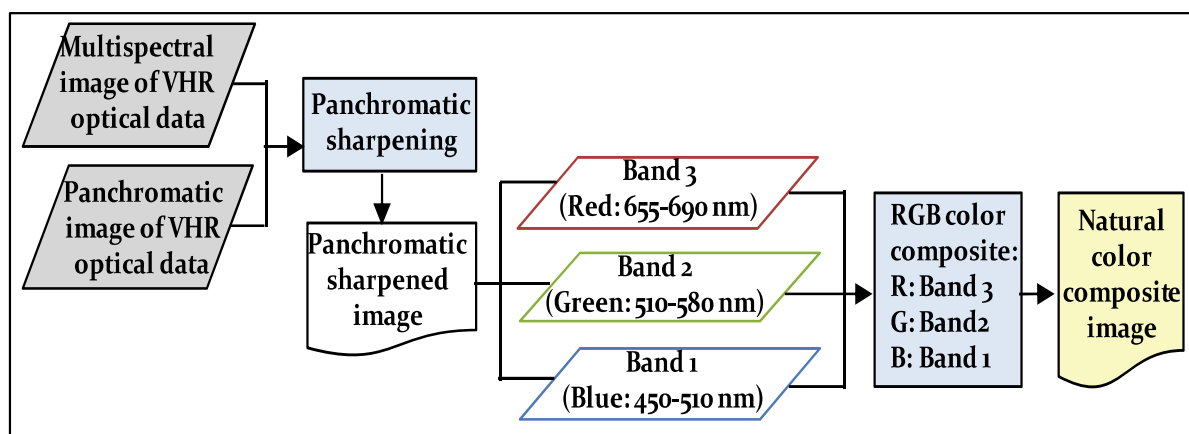 Multispectral
image of VHR
optical data
Panchromatic
image of VHR
optical data
Panchromatic
sharpening
Panchromatic
sharpened
image
Band 3
(Red: 655-690 nm)
Band 2
(Green: 510-580 nm)
Band 1
(Blue: 450-510 nm)
RGB color
composite:
R: Band 3
G: Band2
B: Band 1
Natural
color
composite
image